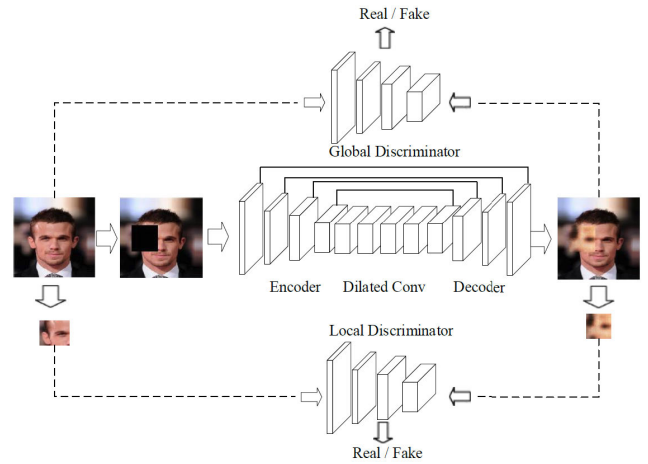 Real / Fake
Global Discriminator
Encoder Dilated Conv Decoder
Local Discriminator
Real / Fake